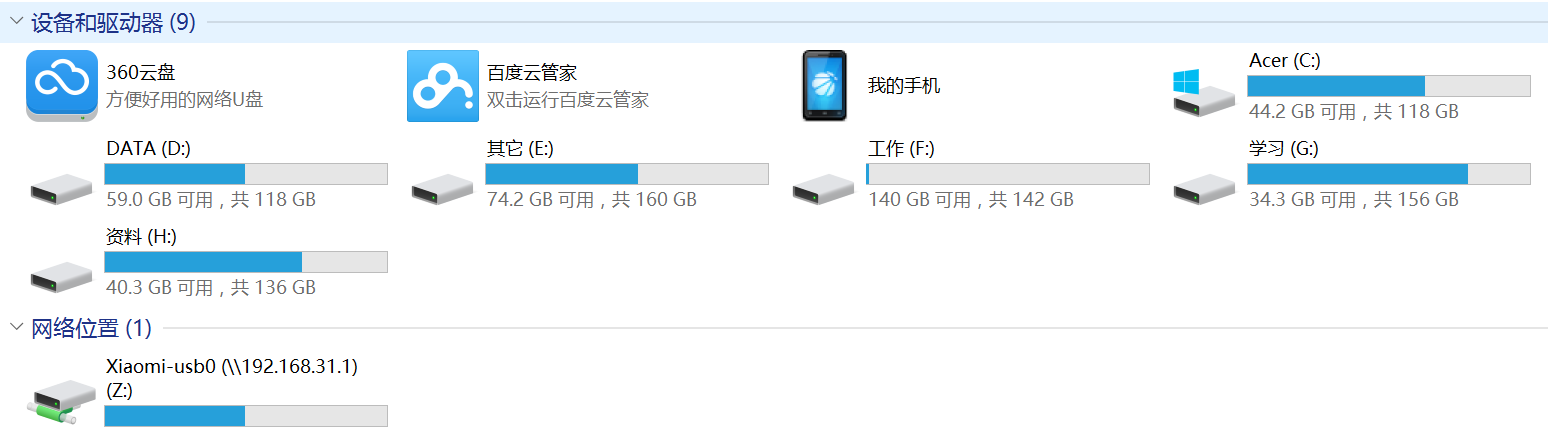 设备和驱动器 (9)
360云盘
方便好用的网络U盘
百度云管家
双击运行百度云管家
我的手机
Acer (C:)
44.2 GB 可用，共 118 GB
DATA (D:)
59.0 GB 可用，共 118 GB
其它 (E:)
74.2 GB 可用，共 160 GB
工作 (F:)
140 GB 可用，共 142 GB
学习 (G:)
34.3 GB 可用，共 156 GB
资料 (H:)
40.3 GB 可用，共 136 GB
网络位置 (1)
Xiaomi-usb0 (\\192.168.31.1)
(Z:)